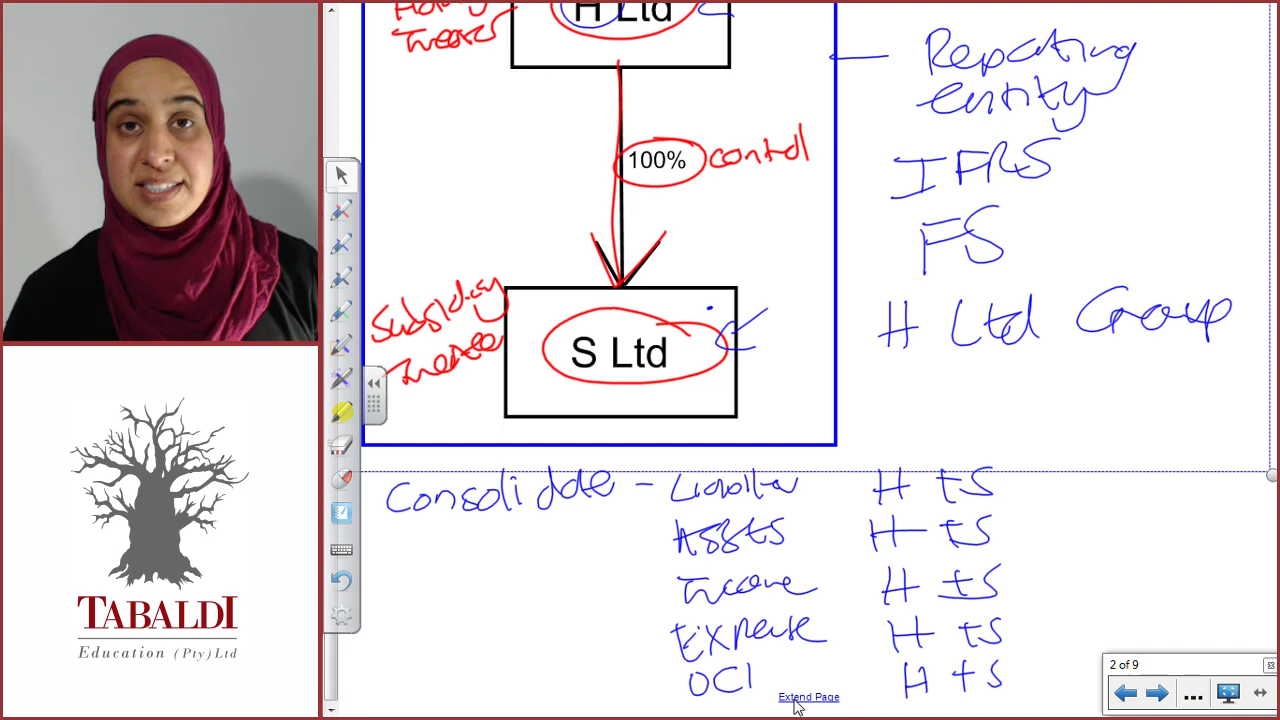 H Ltd
Reporting
entity
100% control
IFRS
FS
Subsidiary
Investee
S Ltd
H Ltd Group
Consolidate - Liabilities H + S
Assets H + S
Income H + S
Expense H + S
OCI H + S
Extend Page
2 of 9
TABALDI
Education (Pty) Ltd